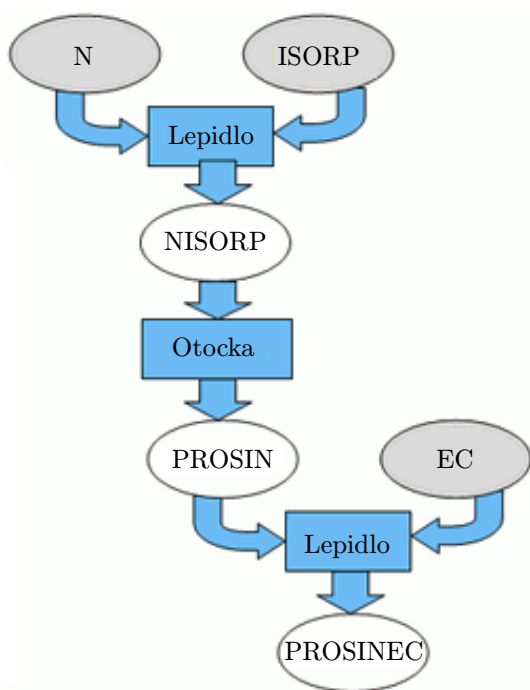 N
ISORP
Lepidlo
NISORP
Otocka
PROSIN
EC
Lepidlo
PROSINEC